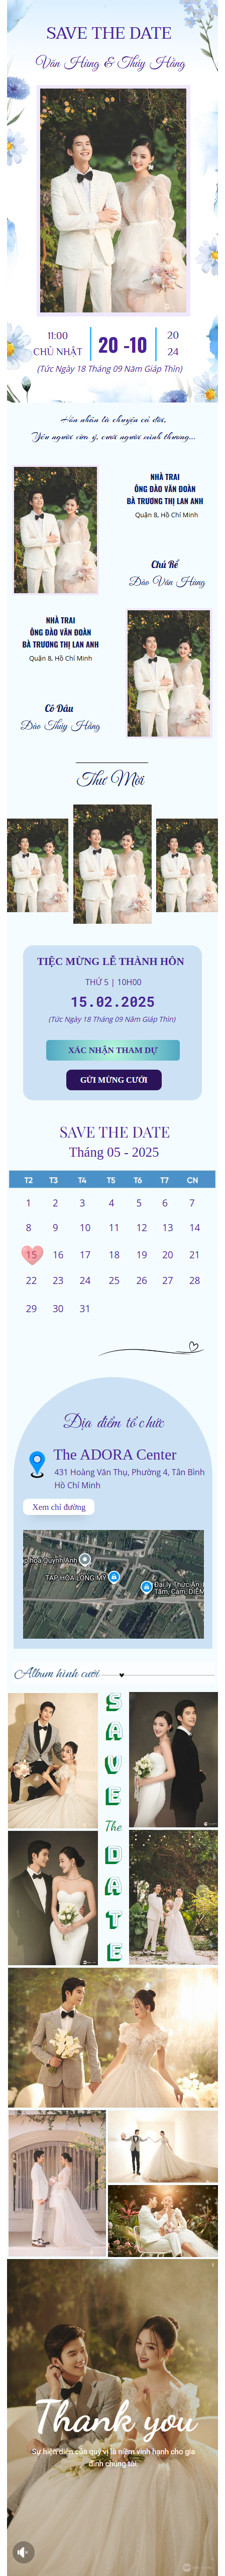 SAVE THE DATE
Văn Hùng & Thúy Hằng
11:00
CHỦ NHẬT
20 -10
20
24
(Tức Ngày 18 Tháng 09 Năm Giáp Thìn)
Hôn nhân là chuyện cả đời,
Yêu người vừa ý, cưới người mình thương...
NHÀ TRAI
ÔNG ĐÀO VĂN ĐOÀN
BÀ TRƯƠNG THỊ LAN ANH
Quận 8, Hồ Chí Minh
Chú Rể
Đào Văn Hùng
NHÀ TRAI
ÔNG ĐÀO VĂN ĐOÀN
BÀ TRƯƠNG THỊ LAN ANH
Quận 8, Hồ Chí Minh
Cô Dâu
Đào Thúy Hằng
Thư Mời
TIỆC MỪNG LỄ THÀNH HÔN
THỨ 5 | 10H00
15.02.2025
(Tức Ngày 18 Tháng 09 Năm Giáp Thìn)
XÁC NHẬN THAM DỰ
GỬI MỪNG CƯỚI
SAVE THE DATE
Tháng 05 - 2025
T2 T3 T4 T5 T6 T7 CN
1 2 3 4 5 6 7
8 9 10 11 12 13 14
15 16 17 18 19 20 21
22 23 24 25 26 27 28
29 30 31
Địa điểm tổ chức
The ADORA Center
431 Hoàng Văn Thụ, Phường 4, Tân Bình
Hồ Chí Minh
Xem chỉ đường
hoa Quỳnh Anh
TẠP HÓA LONG MỸ
Đại lý Thức Ăn
Tấm, Cám,
Album hình cưới
SAVE
The
DATE
Thank you
Sự hiện diện của quý vị là niềm vinh hạnh cho gia
đình chúng tôi.